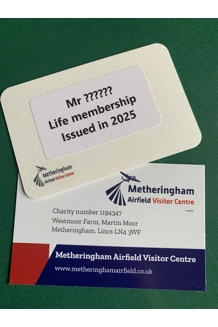 Mr ??????
Life membership
Issued in 2025
Metheringham
Airfield Visitor Centre
Metheringham
Airfield Visitor Centre
Charity number 1194347
Westmoor Farm, Martin Moor
Metheringham, Lincs LN4 3WF
Metheringham Airfield Visitor Centre
www.metheringhamairfield.co.uk